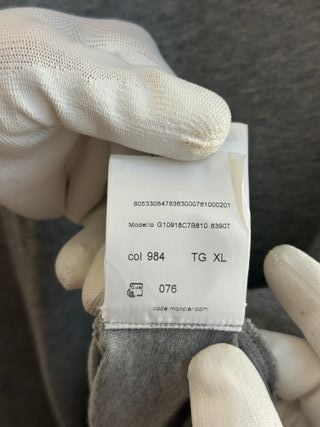 8053308478363000761000201
Modello G10918C7B810 8390T
col 984 TG XL
076
code.moncler.com